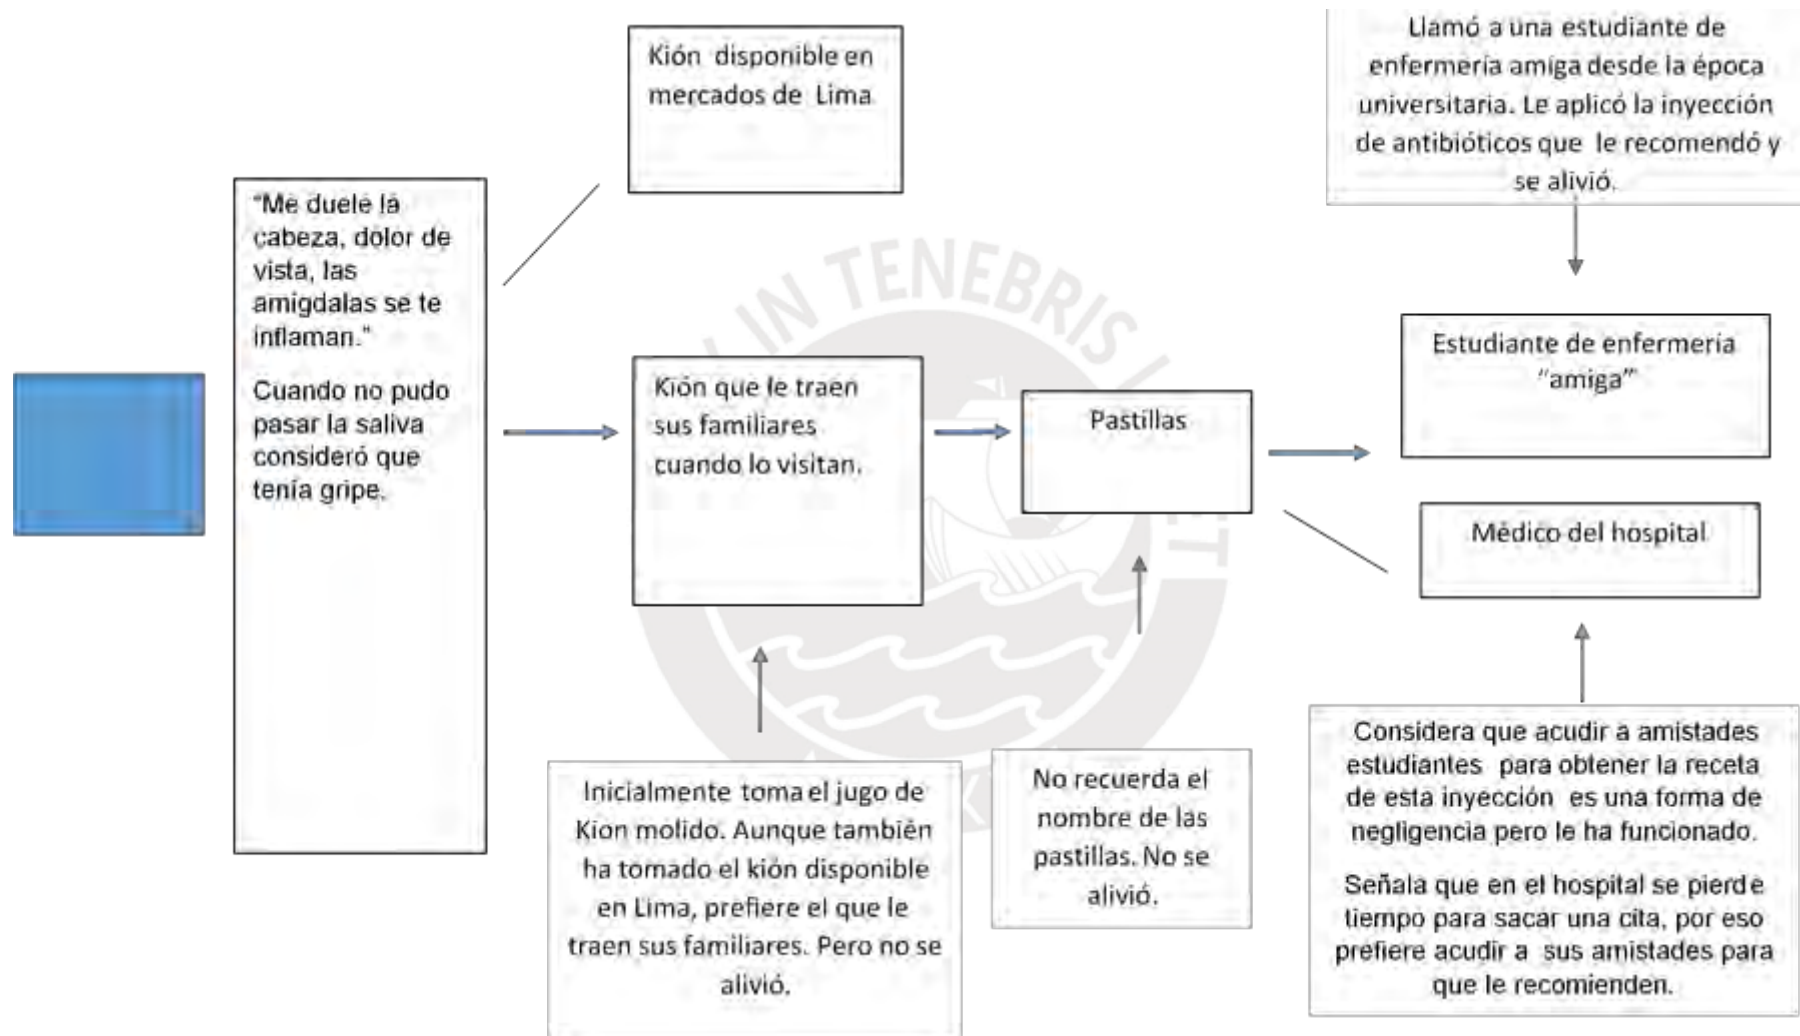 Kión disponible en
mercados de Lima
Llamó a una estudiante de
enfermería amiga desde la época
universitaria. Le aplicó la inyección
de antibióticos que le recomendó y
se alivió.
"Me duele la
cabeza, dolor de
vista, las
amigdalas se te
inflaman."
Cuando no pudo
pasar la saliva
consideró que
tenía gripe.
Kión que le traen
sus familiares
cuando lo visitan.
Pastillas
Estudiante de enfermería
"amiga"
Médico del hospital
Inicialmente toma el jugo de
Kion molido. Aunque también
ha tomado el kión disponible
en Lima, prefiere el que le
traen sus familiares. Pero no se
alivió.
No recuerda el
nombre de las
pastillas. No se
alivió.
Considera que acudir a amistades
estudiantes para obtener la receta
de esta inyección es una forma de
negligencia pero le ha funcionado.
Señala que en el hospital se pierde
tiempo para sacar una cita, por eso
prefiere acudir a sus amistades para
que le recomienden.
IN TENEBRIS